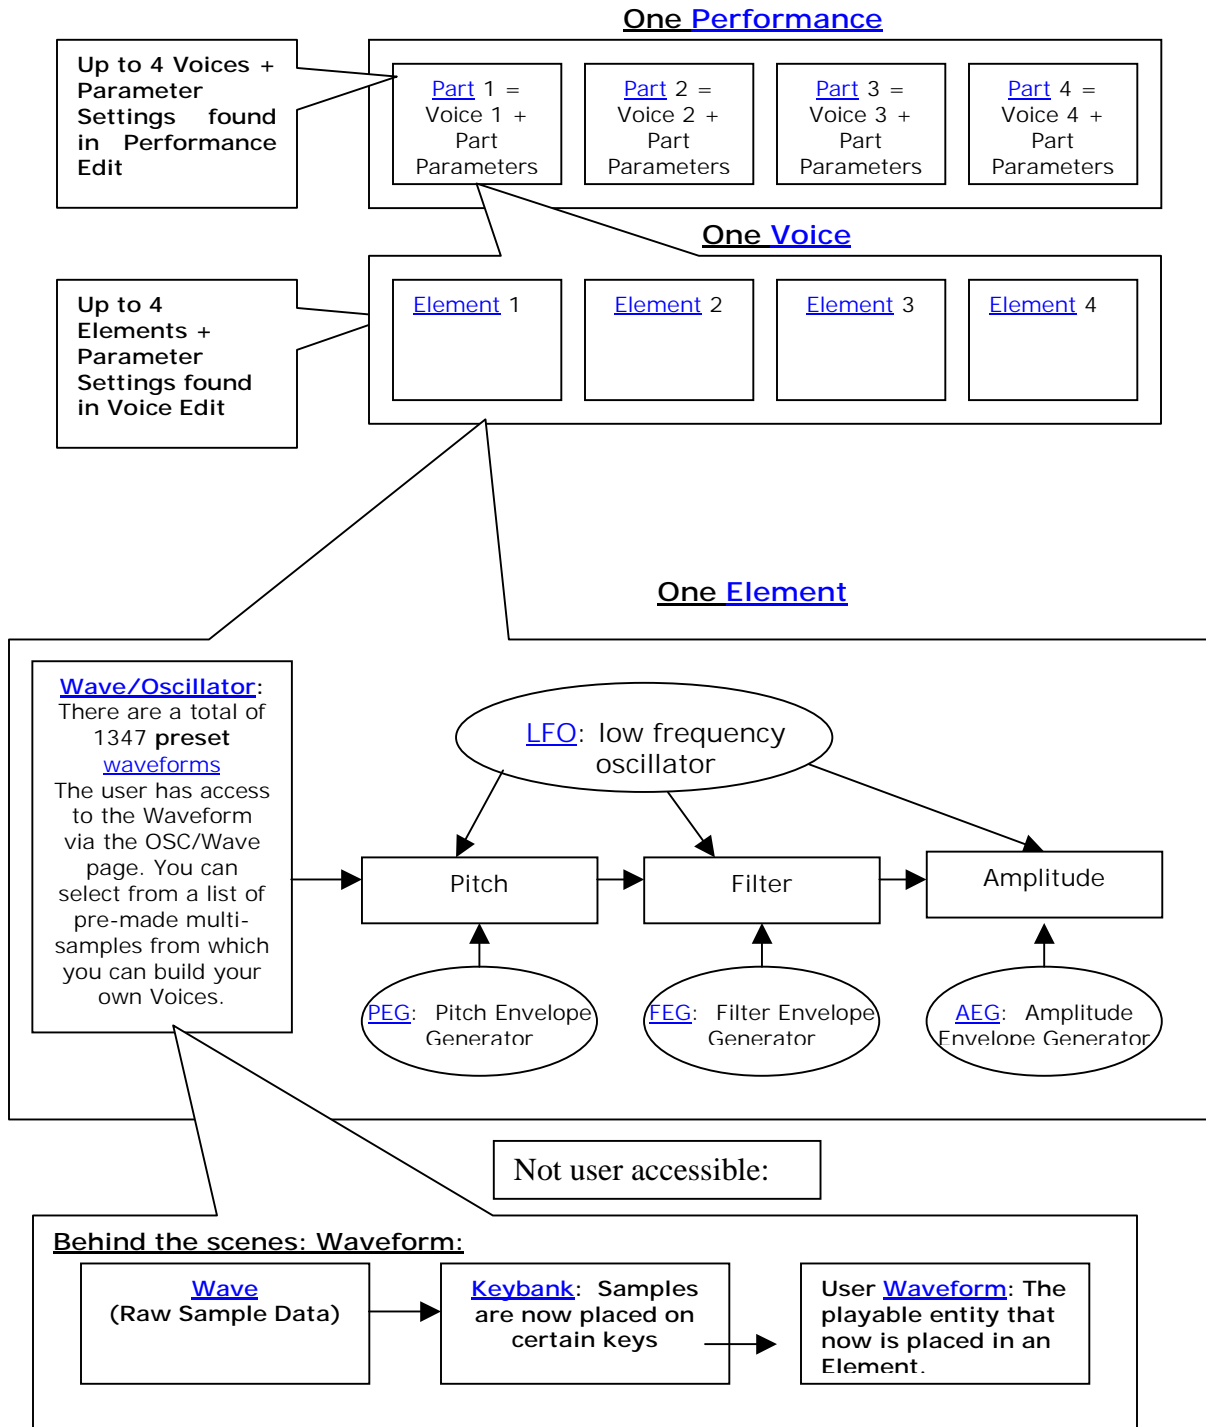 One Performance
Up to 4 Voices +
Parameter
Settings found
in Performance
Edit
Part 1 =
Voice 1 +
Part
Parameters
Part 2 =
Voice 2 +
Part
Parameters
Part 3 =
Voice 3 +
Part
Parameters
Part 4 =
Voice 4 +
Part
Parameters
One Voice
Up to 4
Elements +
Parameter
Settings found
in Voice Edit
Element 1
Element 2
Element 3
Element 4
One Element
Wave/Oscillator:
There are a total of
1347 preset
waveforms
The user has access
to the Waveform
via the OSC/Wave
page. You can
select from a list of
pre-made multi-
samples from which
you can build your
own Voices.
LFO: low frequency
oscillator
Pitch
Filter
Amplitude
PEG: Pitch Envelope
Generator
FEG: Filter Envelope
Generator
AEG: Amplitude
Envelope Generator
Not user accessible:
Behind the scenes: Waveform:
Wave
(Raw Sample Data)
Keybank: Samples
are now placed on
certain keys
User Waveform: The
playable entity that
now is placed in an
Element.